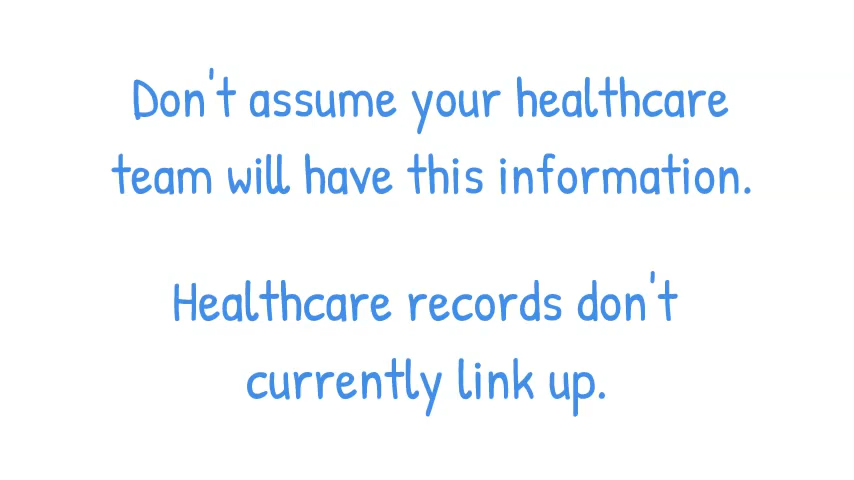 Don't assume your healthcare
team will have this information.
Healthcare records don't
currently link up.